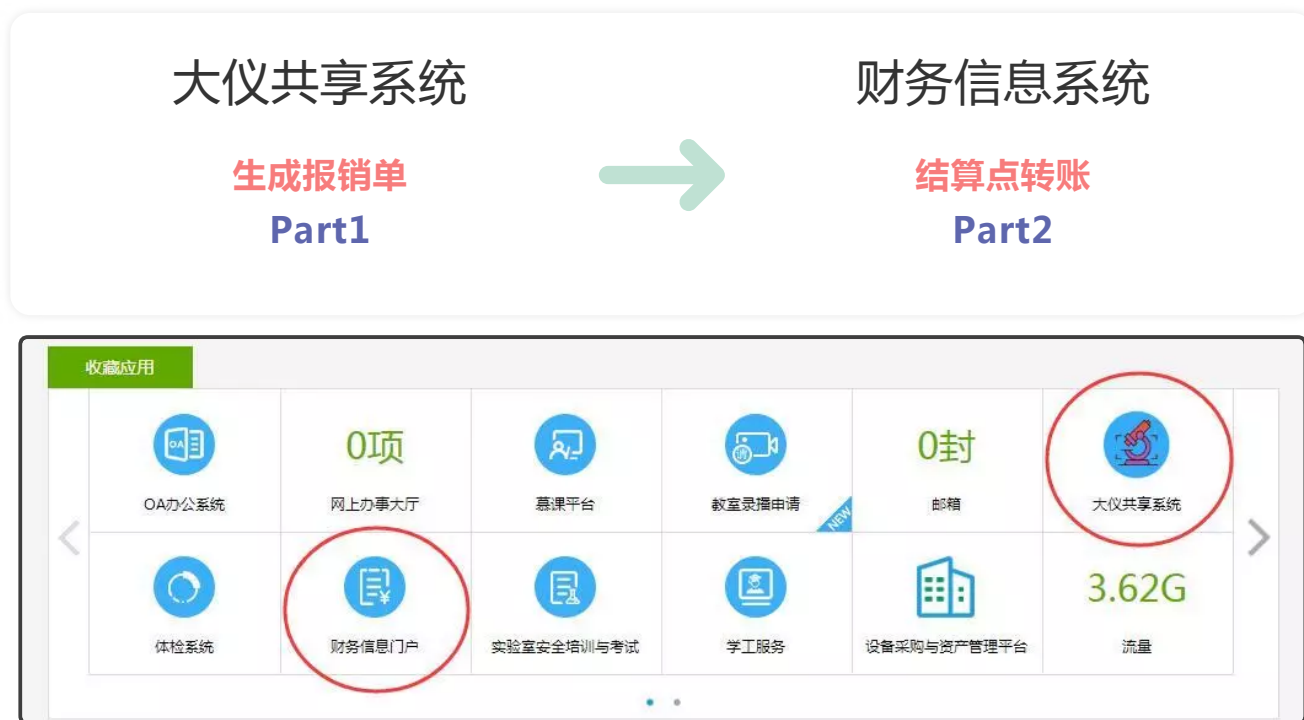 大仪共享系统
财务信息系统
生成报销单
结算点转账
Part1
Part2
收藏应用
OA
0项
0封
OA办公系统
网上办事大厅
慕课平台
教室录播申请
NEW
邮箱
大仪共享系统
3.62G
体检系统
财务信息门户
实验室安全培训与考试
学工服务
设备采购与资产管理平台
流量